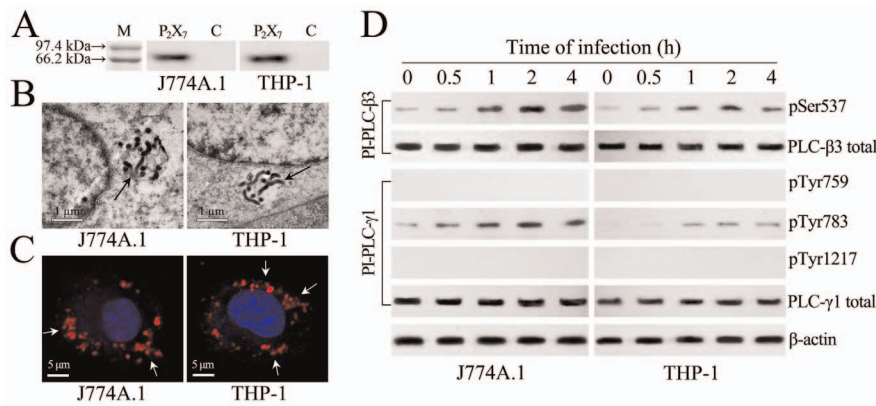 A
M P₂X₇ C P₂X₇ C
97.4 kDa→
66.2 kDa→
J774A.1 THP-1
B
1 μm 1 μm
J774A.1 THP-1
C
5 μm 5 μm
J774A.1 THP-1
D
Time of infection (h)
0 0.5 1 2 4 0 0.5 1 2 4
PI-PLC-β3
pSer537
PLC-β3 total
PI-PLC-γ1
pTyr759
pTyr783
pTyr1217
PLC-γ1 total
β-actin
J774A.1 THP-1